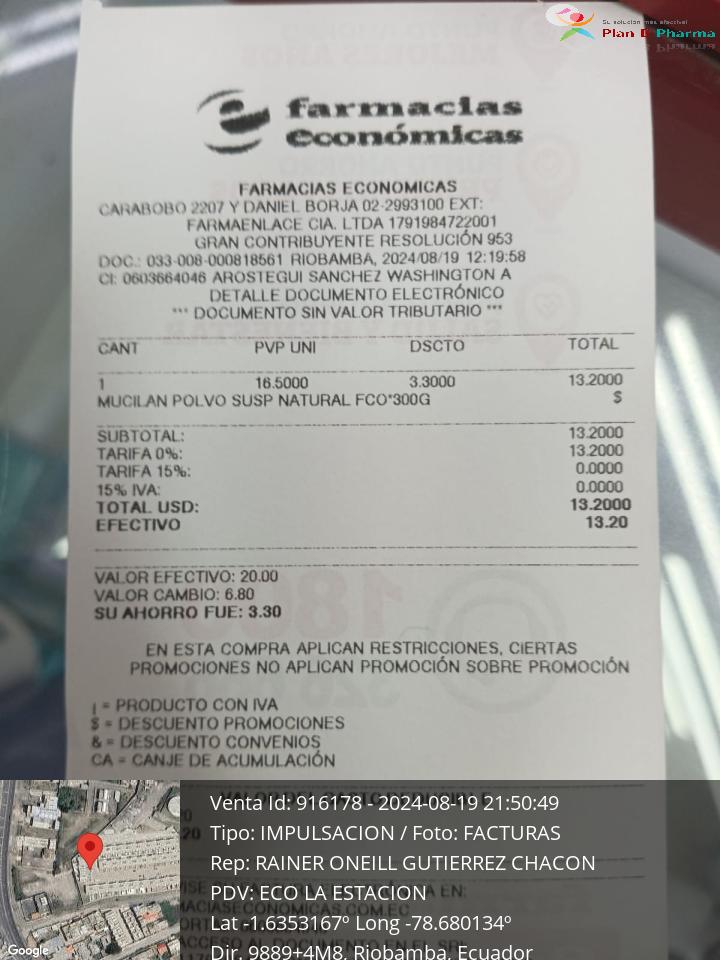 Su solución más efectiva!
Plan D Pharma
farmacias
económicas
FARMACIAS ECONOMICAS
CARABOBO 2207 Y DANIEL BORJA 02-2993100 EXT:
FARMAENLACE CIA. LTDA 1791984722001
GRAN CONTRIBUYENTE RESOLUCIÓN 953
DOC.: 033-008-000818561 RIOBAMBA, 2024/08/19 12:19:58
CI: 0603664046 AROSTEGUI SANCHEZ WASHINGTON A
DETALLE DOCUMENTO ELECTRÓNICO
*** DOCUMENTO SIN VALOR TRIBUTARIO ***
CANT PVP UNI DSCTO TOTAL
1 16.5000 3.3000 13.2000
MUCILAN POLVO SUSP NATURAL FCO*300G $
SUBTOTAL: 13.2000
TARIFA 0%: 13.2000
TARIFA 15%: 0.0000
15% IVA: 0.0000
TOTAL USD: 13.2000
EFECTIVO 13.20
VALOR EFECTIVO: 20.00
VALOR CAMBIO: 6.80
SU AHORRO FUE: 3.30
EN ESTA COMPRA APLICAN RESTRICCIONES, CIERTAS
PROMOCIONES NO APLICAN PROMOCIÓN SOBRE PROMOCIÓN
¡ = PRODUCTO CON IVA
$ = DESCUENTO PROMOCIONES
& = DESCUENTO CONVENIOS
CA = CANJE DE ACUMULACIÓN
Venta Id: 916178 - 2024-08-19 21:50:49
Tipo: IMPULSACION / Foto: FACTURAS
Rep: RAINER ONEILL GUTIERREZ CHACON
PDV: ECO LA ESTACION
Lat -1.6353167º Long -78.680134º
Dir. 9889+4M8, Riobamba, Ecuador
Google